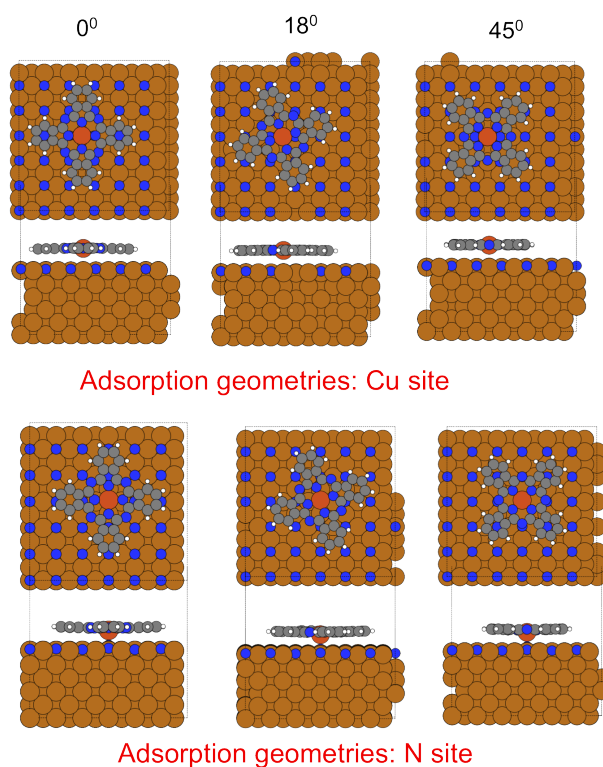 0⁰ 18⁰ 45⁰
Adsorption geometries: Cu site
Adsorption geometries: N site